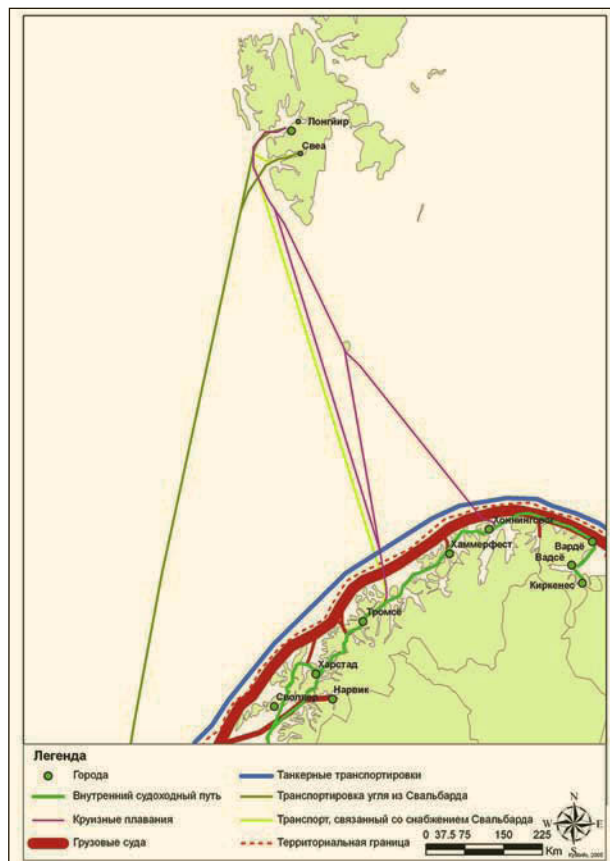 Лонгйир
Свеа
Хоннингсвог
Хаммерфест
Вардё
Вадсё
Киркенес
Тромсё
Харстад
Нарвик
Легенда
Города
Внутренний судоходный путь
Круизные плавания
Грузовые суда
Танкерные транспортировки
Транспортировка угля из Свальбарда
Транспорт, связанный со снабжением Свальбарда
Территориальная граница
N
W E
S
0 37.5 75 150 225
Km